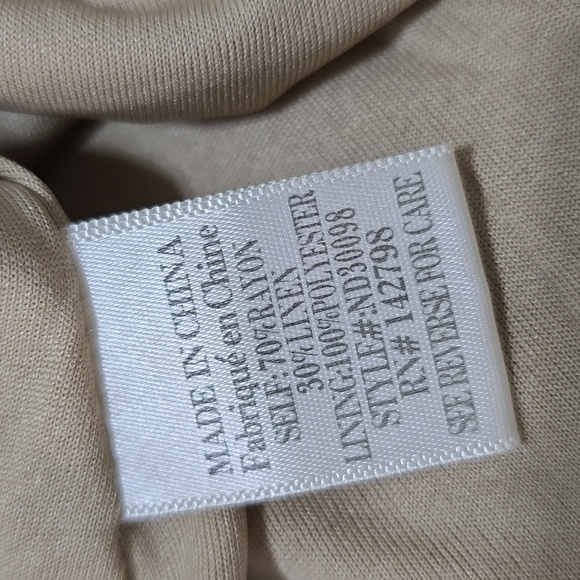 MADE IN CHINA
Fabriqué en Chine
SELF:70%RAYON
30%LINEN
LINING:100%POLYESTER
STYLE#:ND30098
RN# 142798
SEE REVERSE FOR CARE